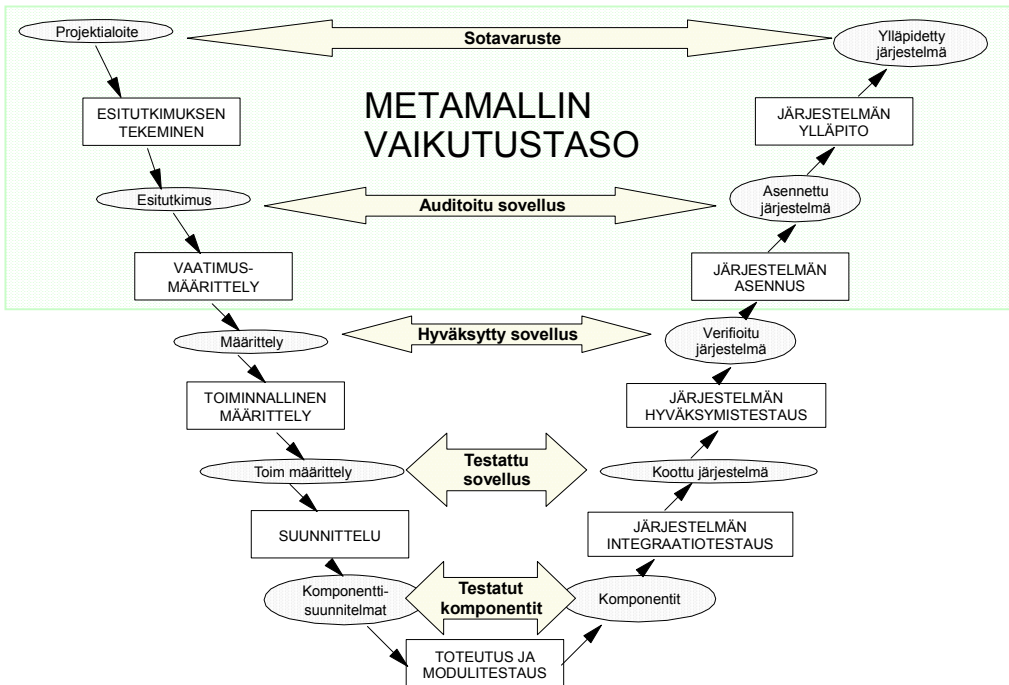 Projektialoite
Sotavaruste
Ylläpidetty
järjestelmä
METAMALLIN
VAIKUTUSTASO
ESITUTKIMUKSEN
TEKEMINEN
JÄRJESTELMÄN
YLLÄPITO
Esitutkimus
Auditoitu sovellus
Asennettu
järjestelmä
VAATIMUS-
MÄÄRITTELY
JÄRJESTELMÄN
ASENNUS
Määrittely
Hyväksytty sovellus
Verifioitu
järjestelmä
TOIMINNALLINEN
MÄÄRITTELY
JÄRJESTELMÄN
HYVÄKSYMISTESTAUS
Toim määrittely
Testattu
sovellus
Koottu järjestelmä
SUUNNITTELU
JÄRJESTELMÄN
INTEGRAATIOTESTAUS
Komponentti-
suunnitelmat
Testatut
komponentit
Komponentit
TOTEUTUS JA
MODULITESTAUS